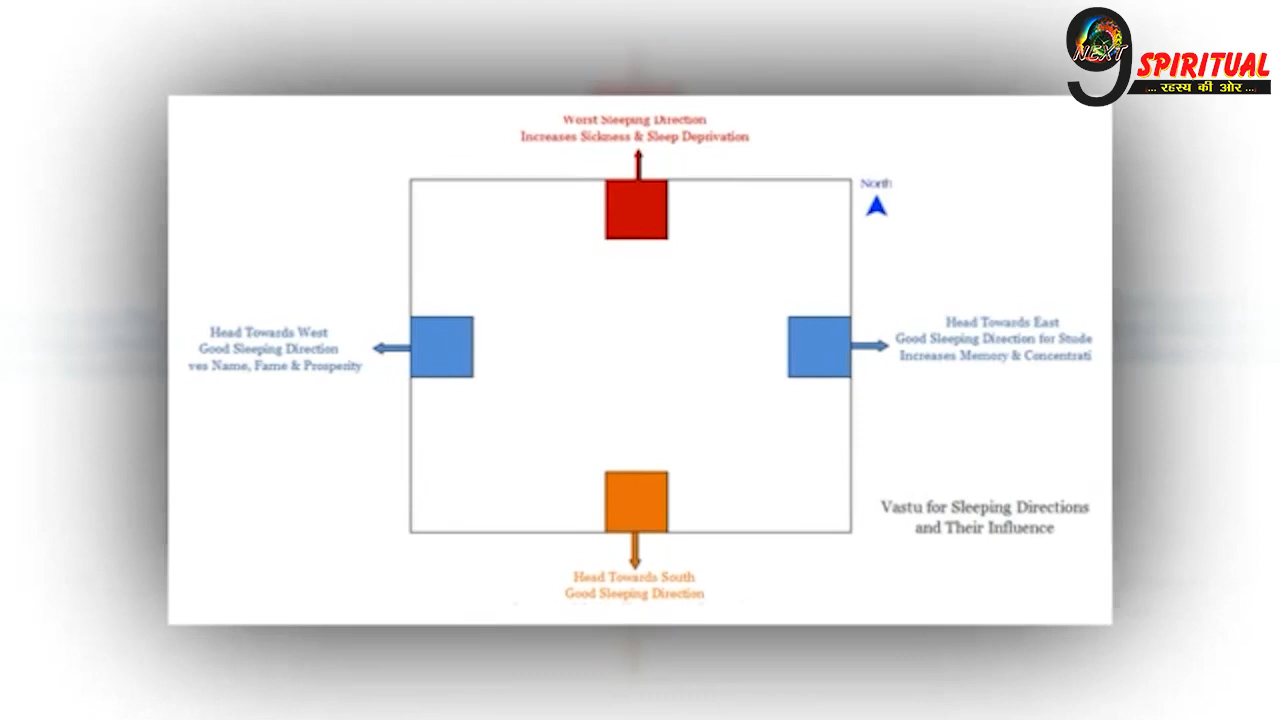 NEXT
9
SPIRITUAL
... रहस्य की ओर ...
Worst Sleeping Direction
Increases Sickness & Sleep Deprivation
North
Head Towards West
Good Sleeping Direction
ves Name, Fame & Prosperity
Head Towards East
Good Sleeping Direction for Stude
Increases Memory & Concentrati
Vastu for Sleeping Directions
and Their Influence
Head Towards South
Good Sleeping Direction